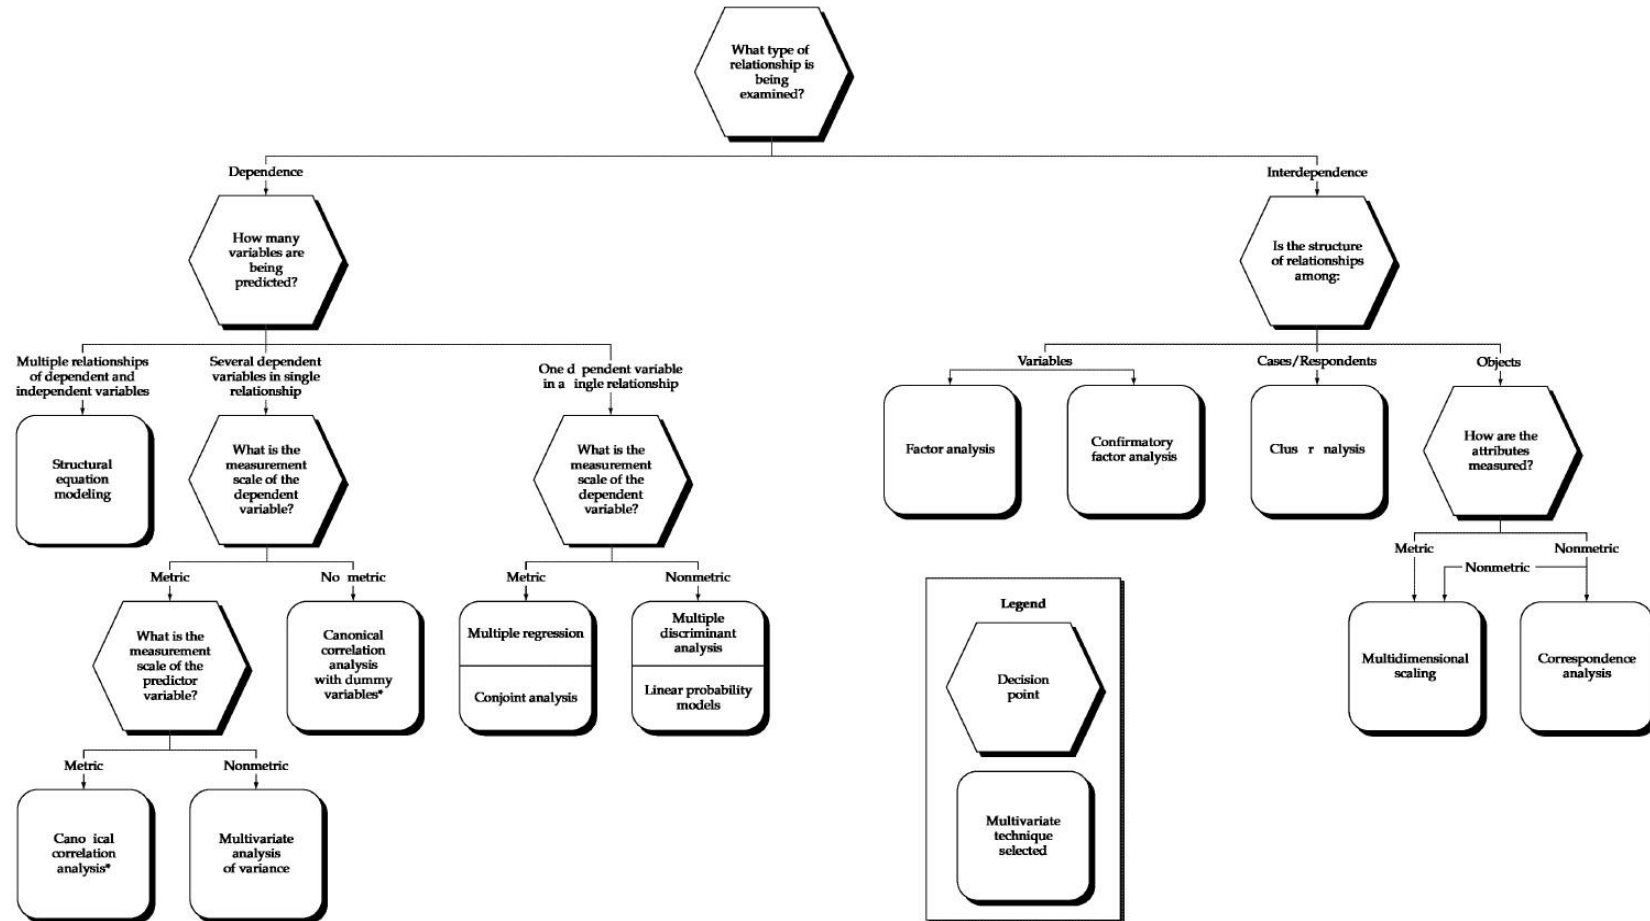 What type of
relationship is
being
examined?
Dependence
Interdependence
How many
variables are
being
predicted?
Is the structure
of relationships
among:
Multiple relationships
of dependent and
independent variables
Several dependent
variables in single
relationship
One d pendent variable
in a ingle relationship
Variables
Cases/Respondents
Objects
Structural
equation
modeling
What is the
measurement
scale of the
dependent
variable?
What is the
measurement
scale of the
dependent
variable?
Factor analysis
Confirmatory
factor analysis
Clus r nalysis
How are the
attributes
measured?
Metric
No metric
Metric
Nonmetric
Metric
Nonmetric
Nonmetric
What is the
measurement
scale of the
predictor
variable?
Canonical
correlation
analysis
with dummy
variables*
Multiple regression
Conjoint analysis
Multiple
discriminant
analysis
Linear probability
models
Legend
Decision
point
Multivariate
technique
selected
Multidimensional
scaling
Correspondence
analysis
Metric
Nonmetric
Cano ical
correlation
analysis*
Multivariate
analysis
of variance